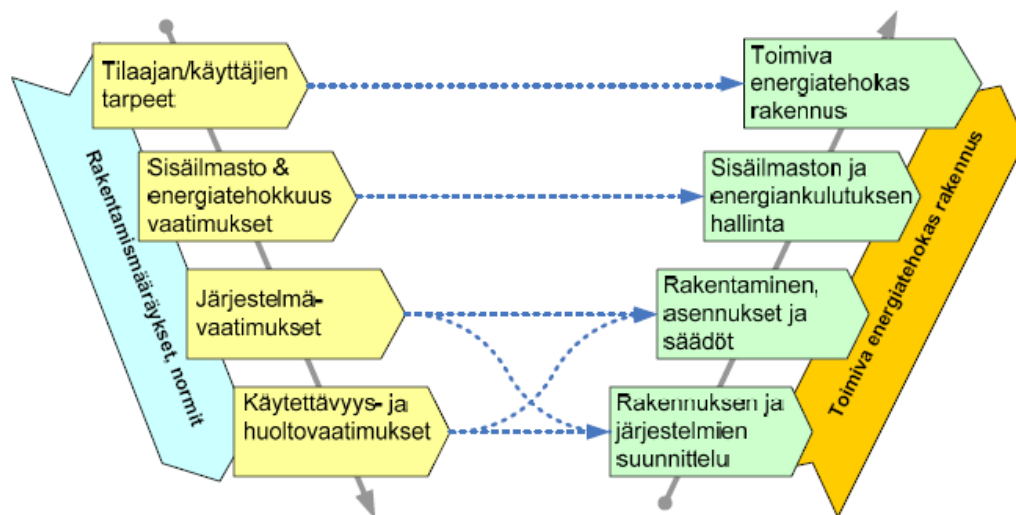 Tilaajan/käyttäjien
tarpeet
Sisäilmasto &
energiatehokkuus
vaatimukset
Järjestelmä-
vaatimukset
Käytettävyys- ja
huoltovaatimukset
Rakentamismääräykset, normit
Toimiva
energiatehokas
rakennus
Sisäilmaston ja
energiankulutuksen
hallinta
Rakentaminen,
asennukset ja
säädöt
Rakennuksen ja
järjestelmien
suunnittelu
Toimiva energiatehokas rakennus